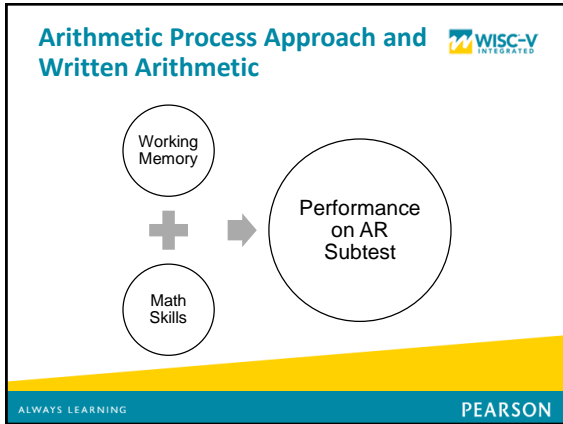 Arithmetic Process Approach and
Written Arithmetic
WISC-V
INTEGRATED
Working
Memory
Math
Skills
Performance
on AR
Subtest
ALWAYS LEARNING
PEARSON